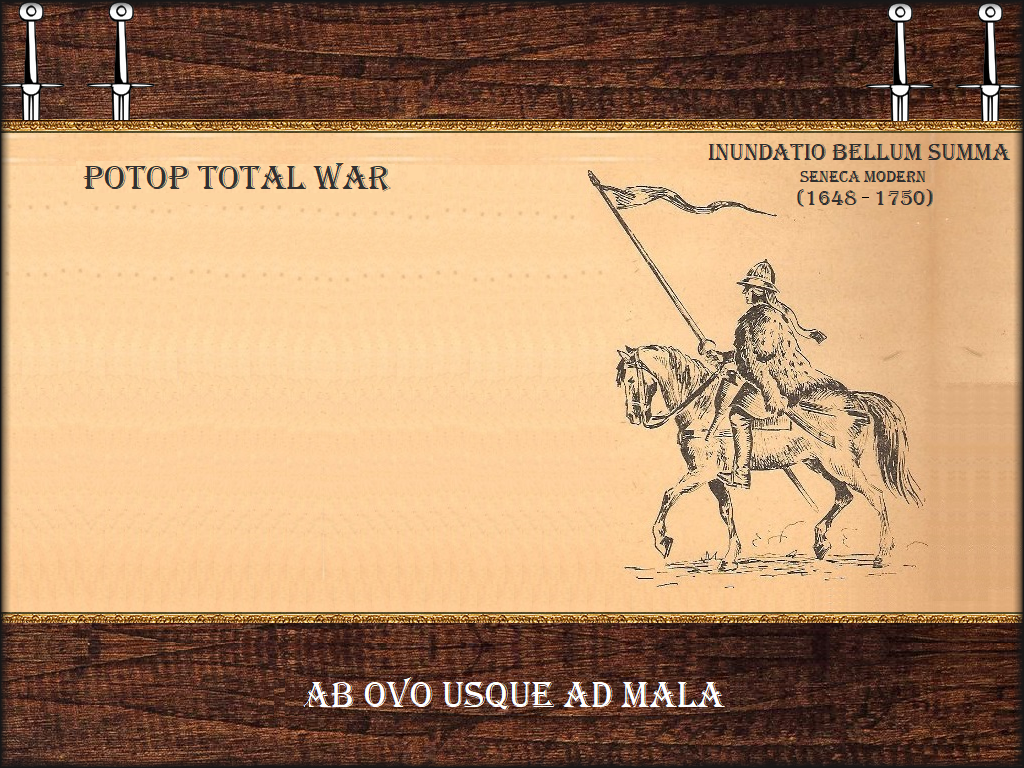 POTOP TOTAL WAR
INUNDATIO BELLUM SUMMA
SENECA MODERN
(1648 - 1750)
AB OVO USQUE AD MALA